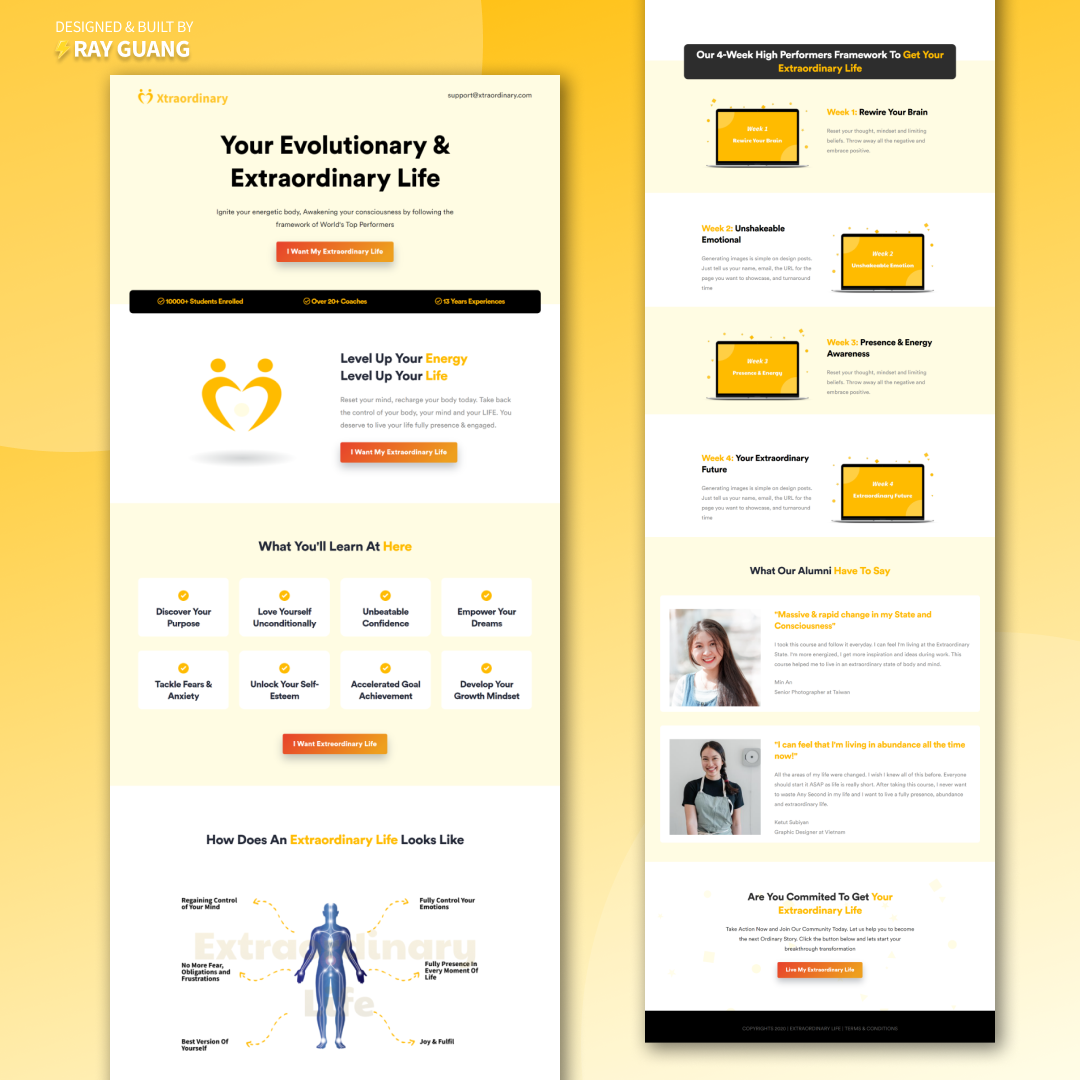 DESIGNED & BUILT BY
RAY GUANG
Xtraordinary
support@xtraordinary.com
Your Evolutionary &
Extraordinary Life
Ignite your energetic body, Awakening your consciousness by following the
framework of World's Top Performers
I Want My Extraordinary Life
10000+ Students Enrolled
Over 20+ Coaches
13 Years Experiences
Level Up Your Energy
Level Up Your Life
Reset your mind, recharge your body today. Take back
the control of your body, your mind and your LIFE. You
deserve to live your life fully presence & engaged.
I Want My Extraordinary Life
What You'll Learn At Here
Discover Your
Purpose
Love Yourself
Unconditionally
Unbeatable
Confidence
Empower Your
Dreams
Tackle Fears &
Anxiety
Unlock Your Self-
Esteem
Accelerated Goal
Achievement
Develop Your
Growth Mindset
I Want Extreordinary Life
How Does An Extraordinary Life Looks Like
Extraordinary
Life
Regaining Control
of Your Mind
Fully Control Your
Emotions
No More Fear,
Obligations and
Frustrations
Fully Presence In
Every Moment Of
Life
Best Version Of
Yourself
Joy & Fulfil
Our 4-Week High Performers Framework To Get Your
Extraordinary Life
Week 1
Rewire Your Brain
Week 1: Rewire Your Brain
Reset your thought, mindset and limiting
beliefs. Throw away all the negative and
embrace positive.
Week 2: Unshakeable
Emotional
Generating images is simple on design posts.
Just tell us your name, email, the URL for the
page you want to showcase, and turnaround
time
Week 2
Unshakeable Emotion
Week 3
Presence & Energy
Week 3: Presence & Energy
Awareness
Reset your thought, mindset and limiting
beliefs. Throw away all the negative and
embrace positive.
Week 4: Your Extraordinary
Future
Generating images is simple on design posts.
Just tell us your name, email, the URL for the
page you want to showcase, and turnaround
time
Week 4
Extraordinary Future
What Our Alumni Have To Say
"Massive & rapid change in my State and
Consciousness"
I took this course and follow it everyday. I can feel I'm living at the Extraordinary
State. I'm more energized, I get more inspiration and ideas during work. This
course helped me to live in an extraordinary state of body and mind.
Min An
Senior Photographer at Taiwan
"I can feel that I'm living in abundance all the time
now!"
All the areas of my life were changed. I wish I knew all of this before. Everyone
should start it ASAP as life is really short. After taking this course, I never want
to waste Any Second in my life and I want to live a fully presence, abundance
and extraordinary life.
Ketut Subiyan
Graphic Designer at Vietnam
Are You Commited To Get Your
Extraordinary Life
Take Action Now and Join Our Community Today. Let us help you to become
the next Ordinary Story. Click the button below and lets start your
breakthrough transformation
Live My Extraordinary Life
COPYRIGHTS 2020 | EXTRAORDINARY LIFE | TERMS & CONDITIONS